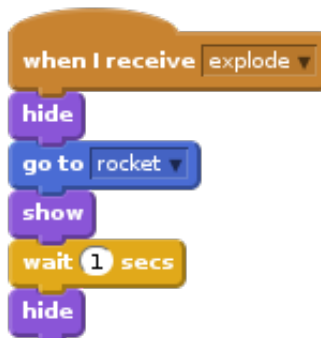 when I receive explode
hide
go to rocket
show
wait 1 secs
hide